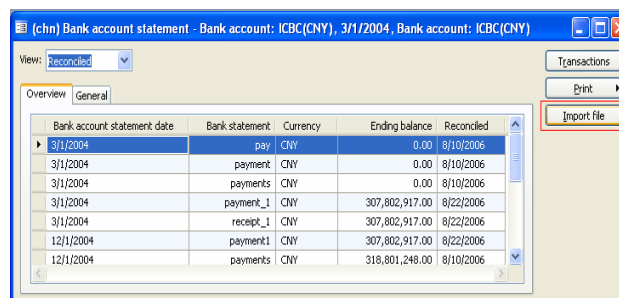 (chn) Bank account statement - Bank account: ICBC(CNY), 3/1/2004, Bank account: ICBC(CNY)
View: Reconciled
Transactions
Print
Import file
Overview General
Bank account statement date Bank statement Currency Ending balance Reconciled
3/1/2004 pay CNY 0.00 8/10/2006
3/1/2004 payment CNY 0.00 8/10/2006
3/1/2004 payments CNY 0.00 8/10/2006
3/1/2004 payment_1 CNY 307,802,917.00 8/22/2006
3/1/2004 receipt_1 CNY 307,802,917.00 8/22/2006
12/1/2004 payment1 CNY 307,802,917.00 8/22/2006
12/1/2004 payments CNY 318,801,248.00 8/10/2006